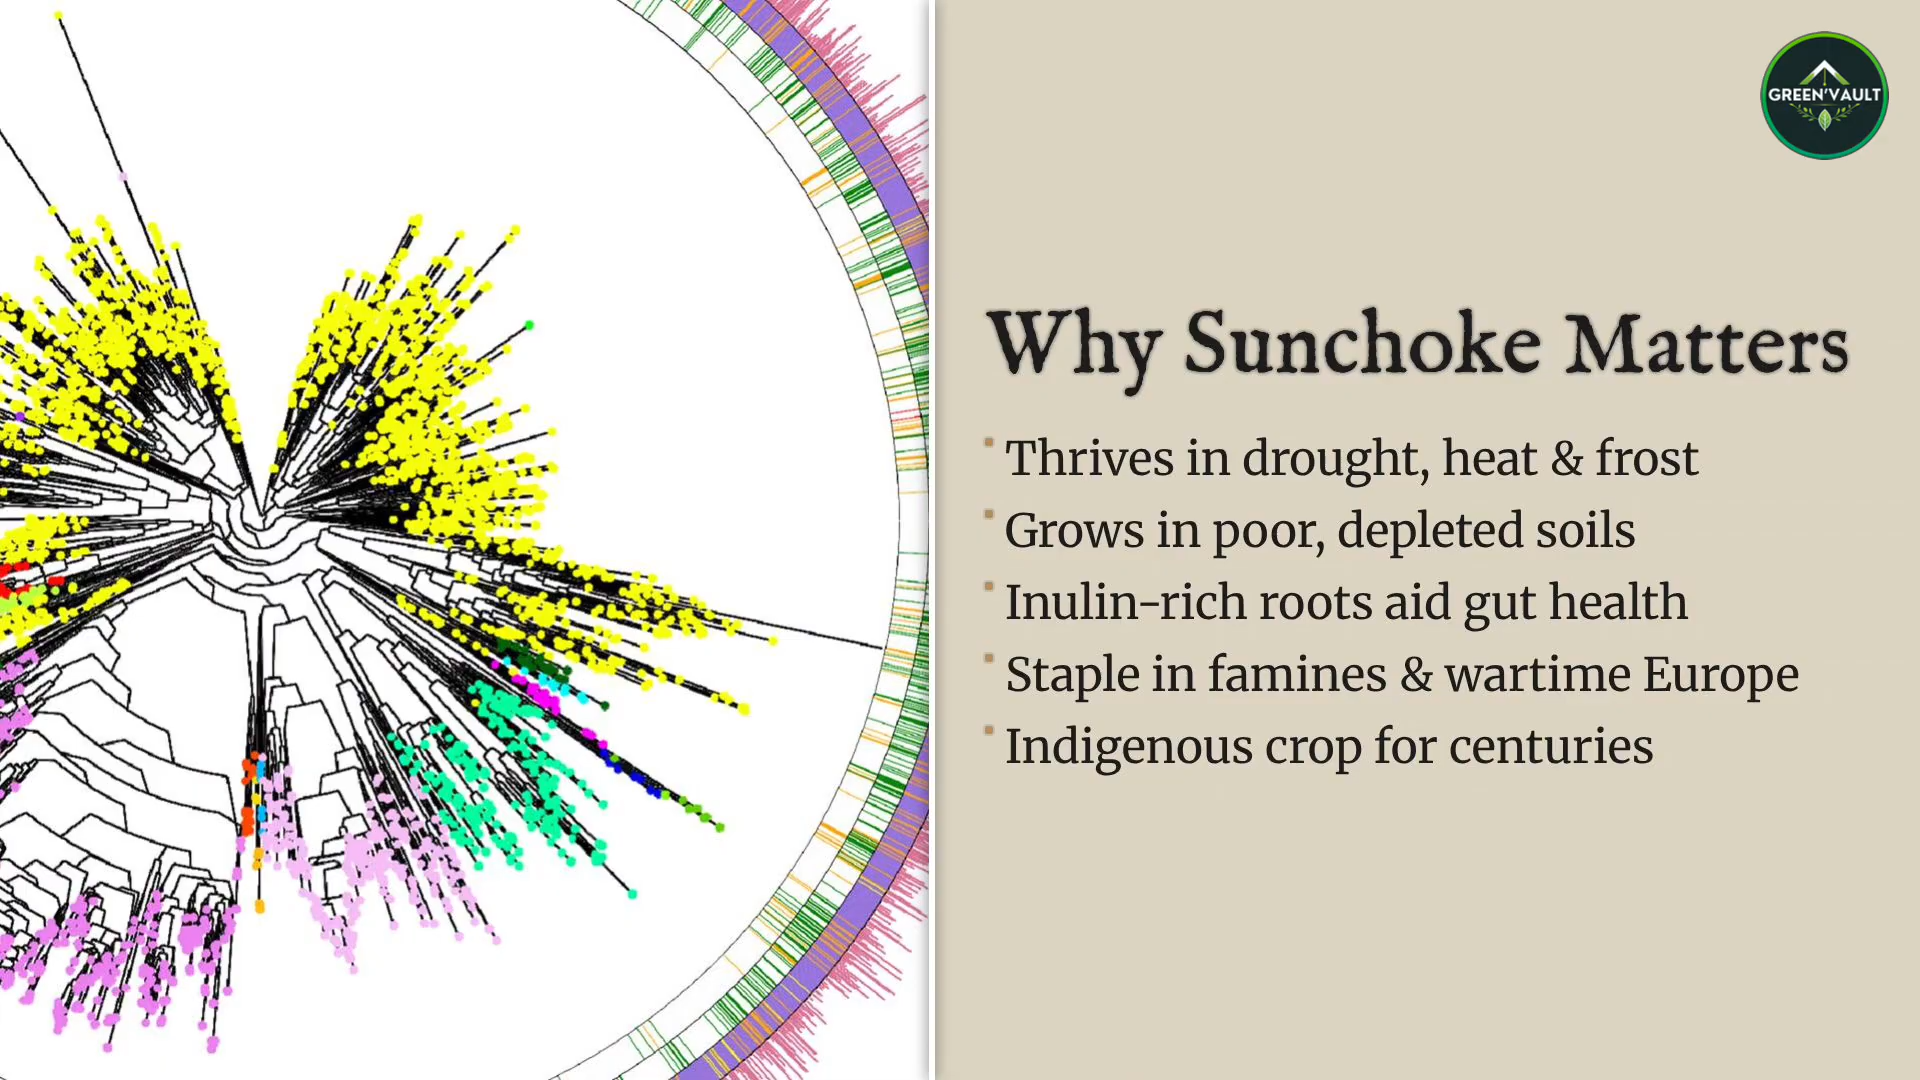 GREEN'VAULT
Why Sunchoke Matters
Thrives in drought, heat & frost
Grows in poor, depleted soils
Inulin-rich roots aid gut health
Staple in famines & wartime Europe
Indigenous crop for centuries